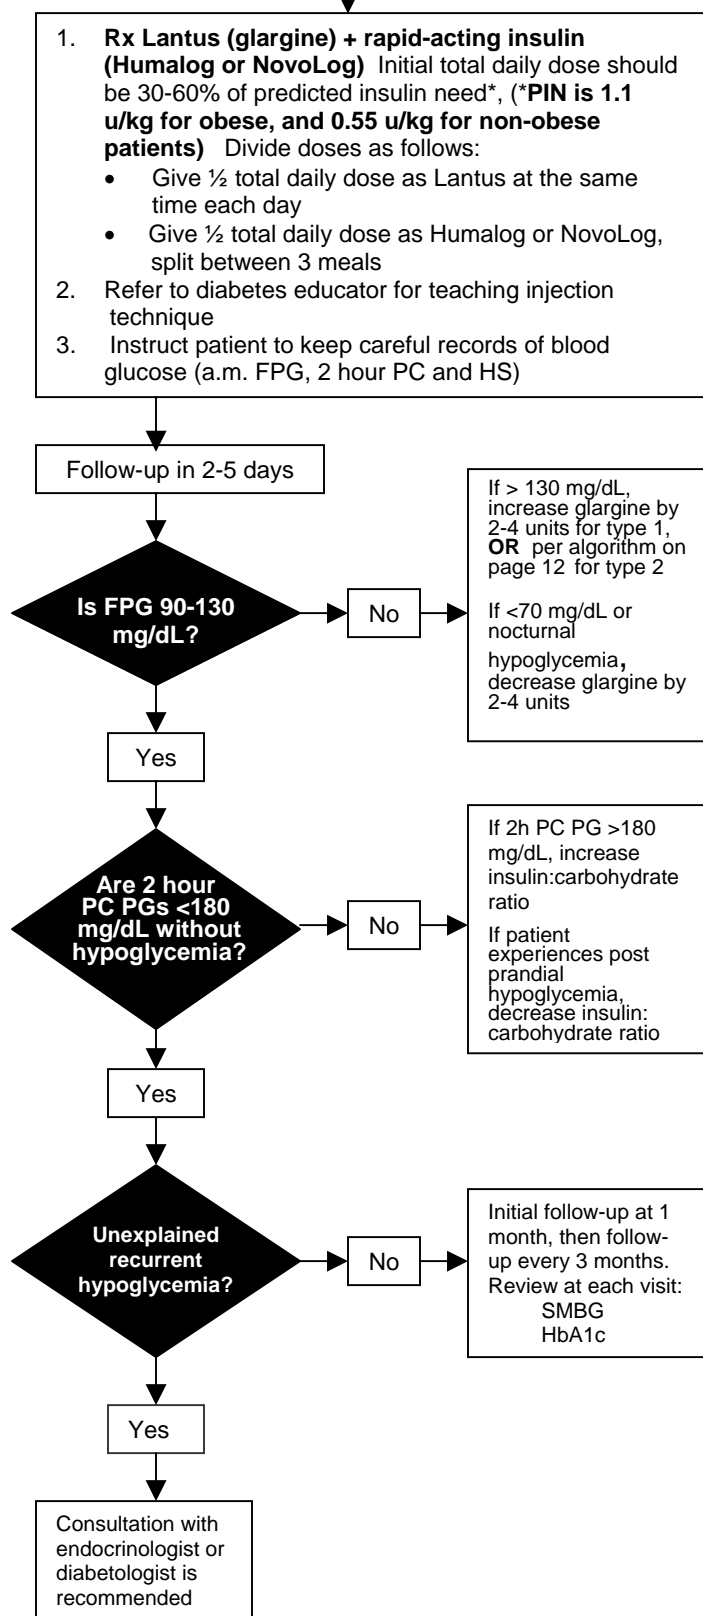 1. Rx Lantus (glargine) + rapid-acting insulin
(Humalog or NovoLog) Initial total daily dose should
be 30-60% of predicted insulin need*, (*PIN is 1.1
u/kg for obese, and 0.55 u/kg for non-obese
patients) Divide doses as follows:
• Give ½ total daily dose as Lantus at the same
time each day
• Give ½ total daily dose as Humalog or NovoLog,
split between 3 meals
2. Refer to diabetes educator for teaching injection
technique
3. Instruct patient to keep careful records of blood
glucose (a.m. FPG, 2 hour PC and HS)
Follow-up in 2-5 days
Is FPG 90-130
mg/dL?
No
If > 130 mg/dL,
increase glargine by
2-4 units for type 1,
OR per algorithm on
page 12 for type 2
If <70 mg/dL or
nocturnal
hypoglycemia,
decrease glargine by
2-4 units
Yes
Are 2 hour
PC PGs <180
mg/dL without
hypoglycemia?
No
If 2h PC PG >180
mg/dL, increase
insulin:carbohydrate
ratio
If patient
experiences post
prandial
hypoglycemia,
decrease insulin:
carbohydrate ratio
Yes
Unexplained
recurrent
hypoglycemia?
No
Initial follow-up at 1
month, then follow-
up every 3 months.
Review at each visit:
SMBG
HbA1c
Yes
Consultation with
endocrinologist or
diabetologist is
recommended